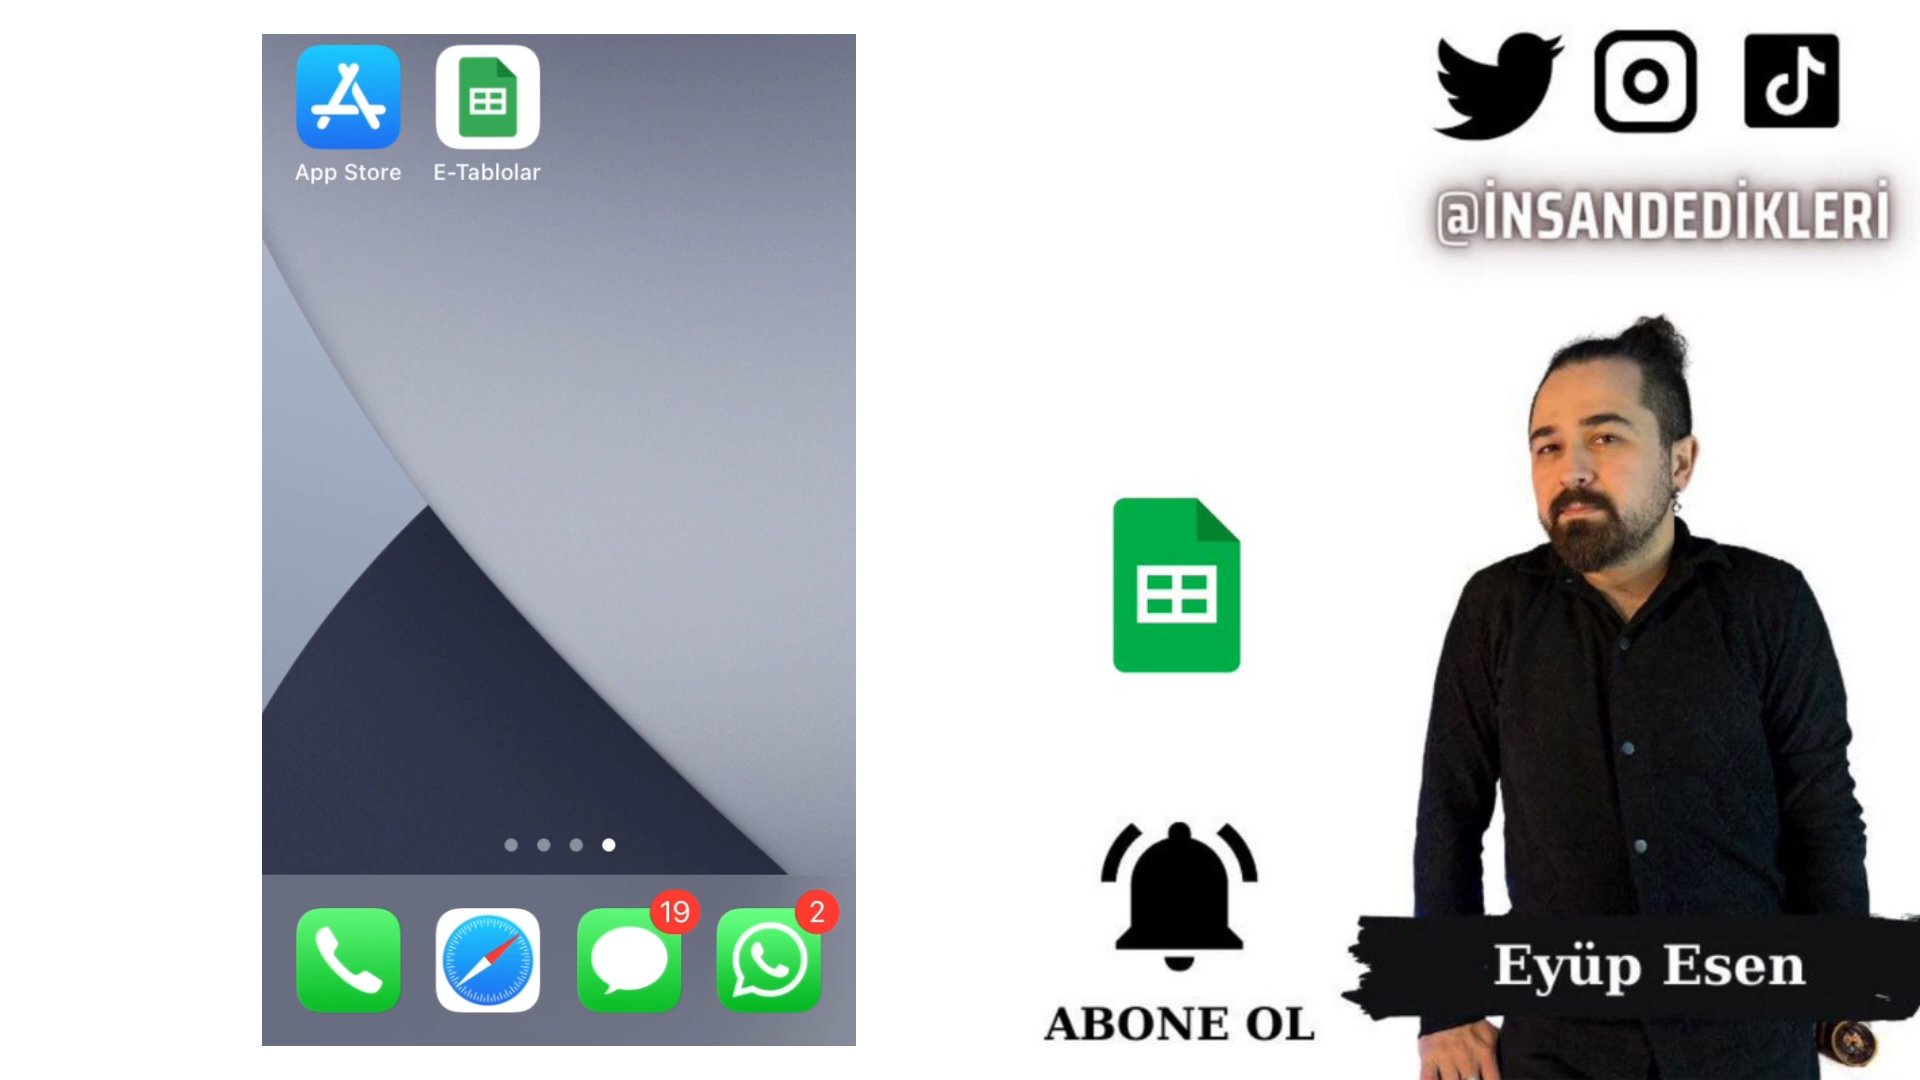 App Store
E-Tablolar
19
2
@İNSANDEDİKLERİ
ABONE OL
Eyüp Esen